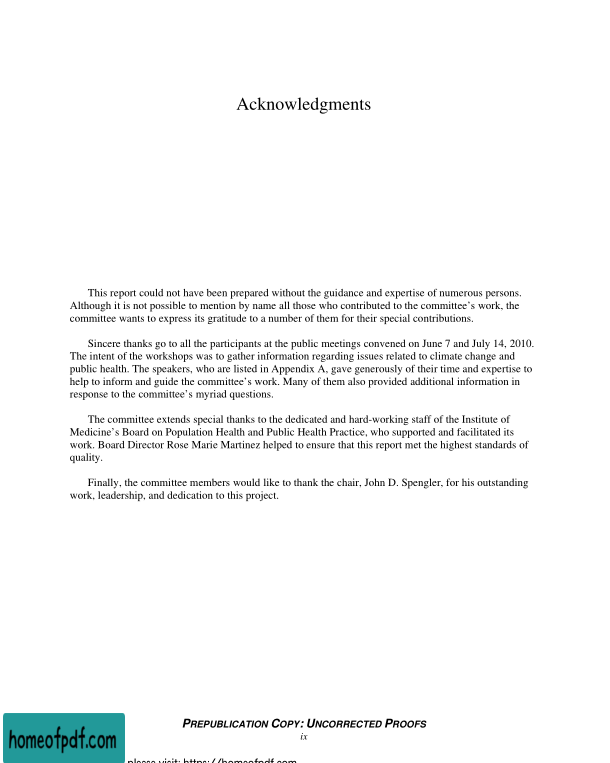 Acknowledgments
This report could not have been prepared without the guidance and expertise of numerous persons.
Although it is not possible to mention by name all those who contributed to the committee's work, the
committee wants to express its gratitude to a number of them for their special contributions.
Sincere thanks go to all the participants at the public meetings convened on June 7 and July 14, 2010.
The intent of the workshops was to gather information regarding issues related to climate change and
public health. The speakers, who are listed in Appendix A, gave generously of their time and expertise to
help to inform and guide the committee's work. Many of them also provided additional information in
response to the committee's myriad questions.
The committee extends special thanks to the dedicated and hard-working staff of the Institute of
Medicine's Board on Population Health and Public Health Practice, who supported and facilitated its
work. Board Director Rose Marie Martinez helped to ensure that this report met the highest standards of
quality.
Finally, the committee members would like to thank the chair, John D. Spengler, for his outstanding
work, leadership, and dedication to this project.
PREPUBLICATION COPY: UNCORRECTED PROOFS
ix
homeofpdf.com
please visit: https://homeofpdf.com